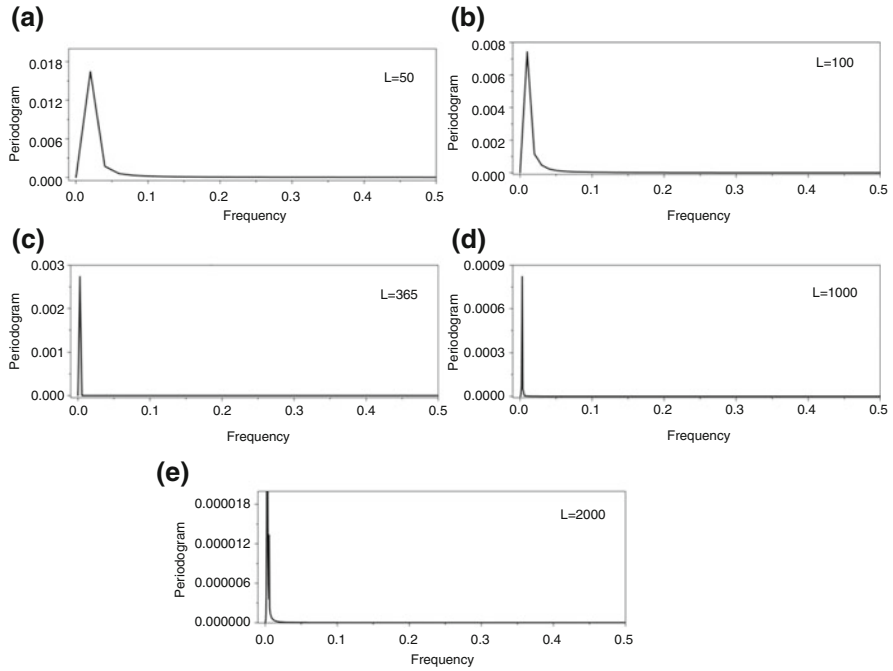 (a)
Periodogram
0.018
0.012
0.006
0.000
L=50
0.0 0.1 0.2 0.3 0.4 0.5
Frequency
(b)
Periodogram
0.008
0.006
0.004
0.002
0.000
L=100
0.0 0.1 0.2 0.3 0.4 0.5
Frequency
(c)
Periodogram
0.003
0.002
0.001
0.000
L=365
0.0 0.1 0.2 0.3 0.4 0.5
Frequency
(d)
Periodogram
0.0009
0.0006
0.0003
0.0000
L=1000
0.0 0.1 0.2 0.3 0.4 0.5
Frequency
(e)
Periodogram
0.000018
0.000012
0.000006
0.000000
L=2000
0.0 0.1 0.2 0.3 0.4 0.5
Frequency